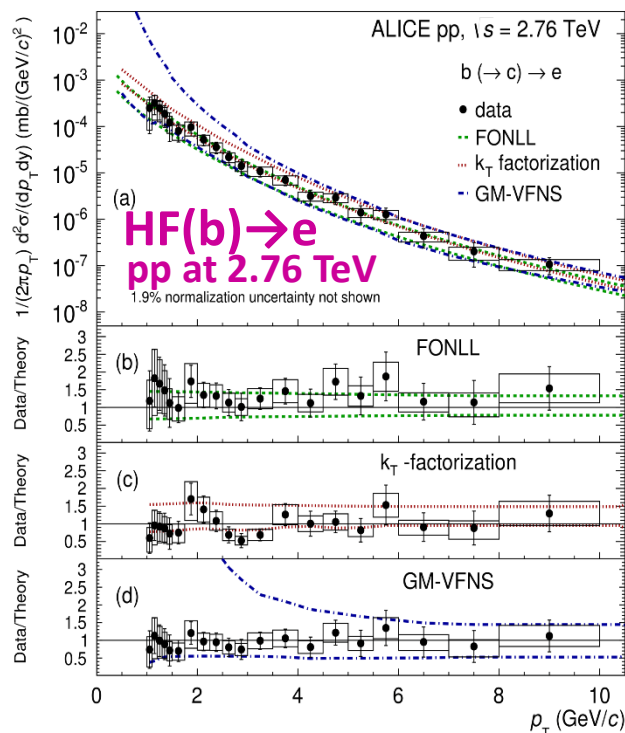 ALICE pp, \s = 2.76 TeV
b (→ c) → e
data
FONLL
k_T factorization
GM-VFNS
1/(2πp_T) d²σ/(dp_T dy) (mb/(GeV/c)²)
10⁻²
10⁻³
10⁻⁴
10⁻⁵
10⁻⁶
10⁻⁷
10⁻⁸
(a)
HF(b)→e
pp at 2.76 TeV
1.9% normalization uncertainty not shown
Data/Theory
3
2.5
2
1.5
1
0.5
(b)
FONLL
Data/Theory
3
2.5
2
1.5
1
0.5
(c)
k_T -factorization
Data/Theory
3
2.5
2
1.5
1
0.5
(d)
GM-VFNS
0 2 4 6 8 10
p_T (GeV/c)